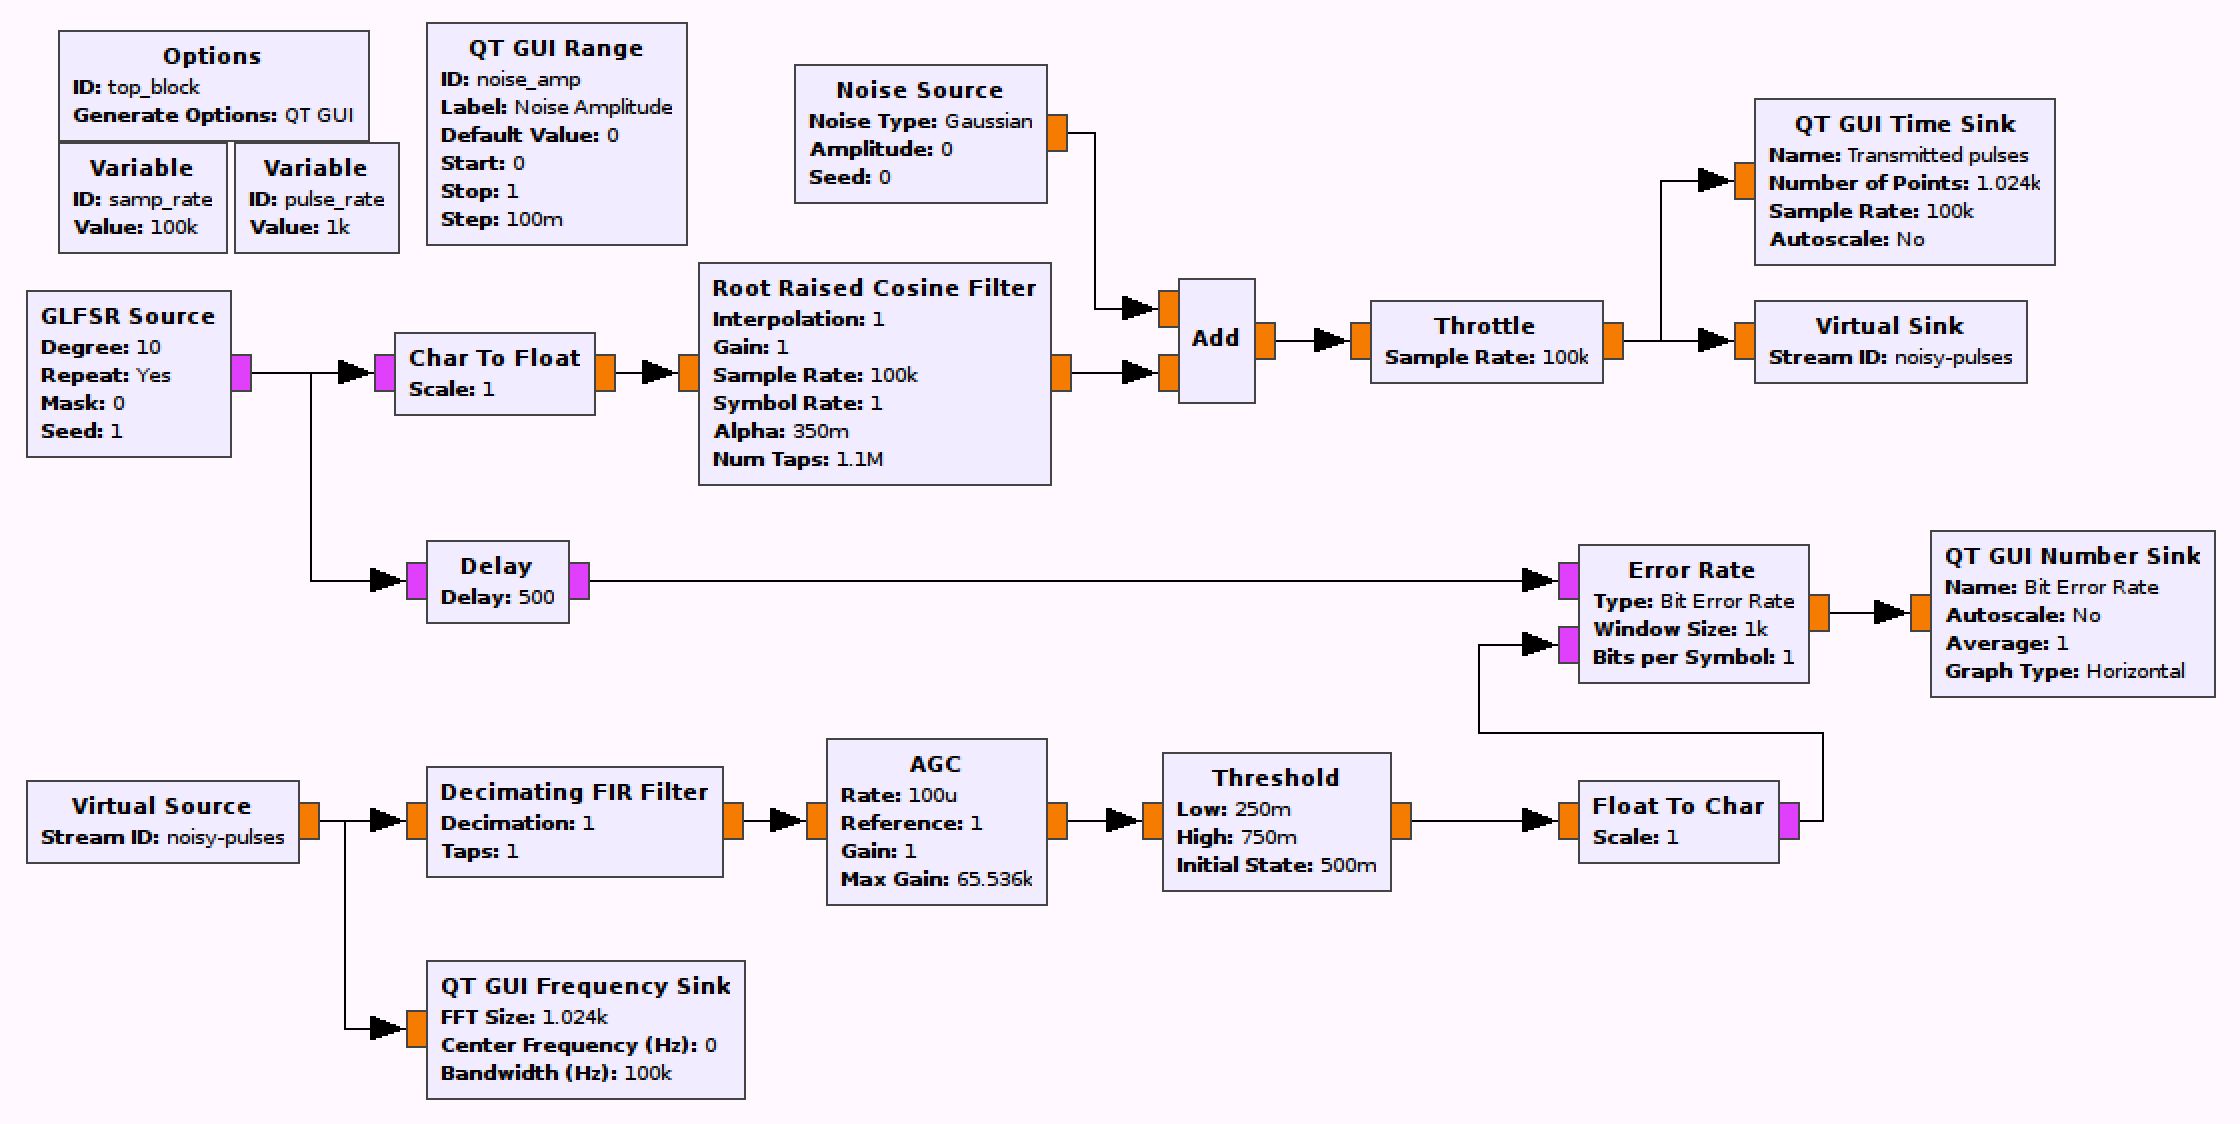 Options
ID: top_block
Generate Options: QT GUI
Variable
ID: samp_rate
Value: 100k
Variable
ID: pulse_rate
Value: 1k
QT GUI Range
ID: noise_amp
Label: Noise Amplitude
Default Value: 0
Start: 0
Stop: 1
Step: 100m
Noise Source
Noise Type: Gaussian
Amplitude: 0
Seed: 0
QT GUI Time Sink
Name: Transmitted pulses
Number of Points: 1.024k
Sample Rate: 100k
Autoscale: No
GLFSR Source
Degree: 10
Repeat: Yes
Mask: 0
Seed: 1
Char To Float
Scale: 1
Root Raised Cosine Filter
Interpolation: 1
Gain: 1
Sample Rate: 100k
Symbol Rate: 1
Alpha: 350m
Num Taps: 1.1M
Add
Throttle
Sample Rate: 100k
Virtual Sink
Stream ID: noisy-pulses
Delay
Delay: 500
Error Rate
Type: Bit Error Rate
Window Size: 1k
Bits per Symbol: 1
QT GUI Number Sink
Name: Bit Error Rate
Autoscale: No
Average: 1
Graph Type: Horizontal
Virtual Source
Stream ID: noisy-pulses
Decimating FIR Filter
Decimation: 1
Taps: 1
AGC
Rate: 100u
Reference: 1
Gain: 1
Max Gain: 65.536k
Threshold
Low: 250m
High: 750m
Initial State: 500m
Float To Char
Scale: 1
QT GUI Frequency Sink
FFT Size: 1.024k
Center Frequency (Hz): 0
Bandwidth (Hz): 100k